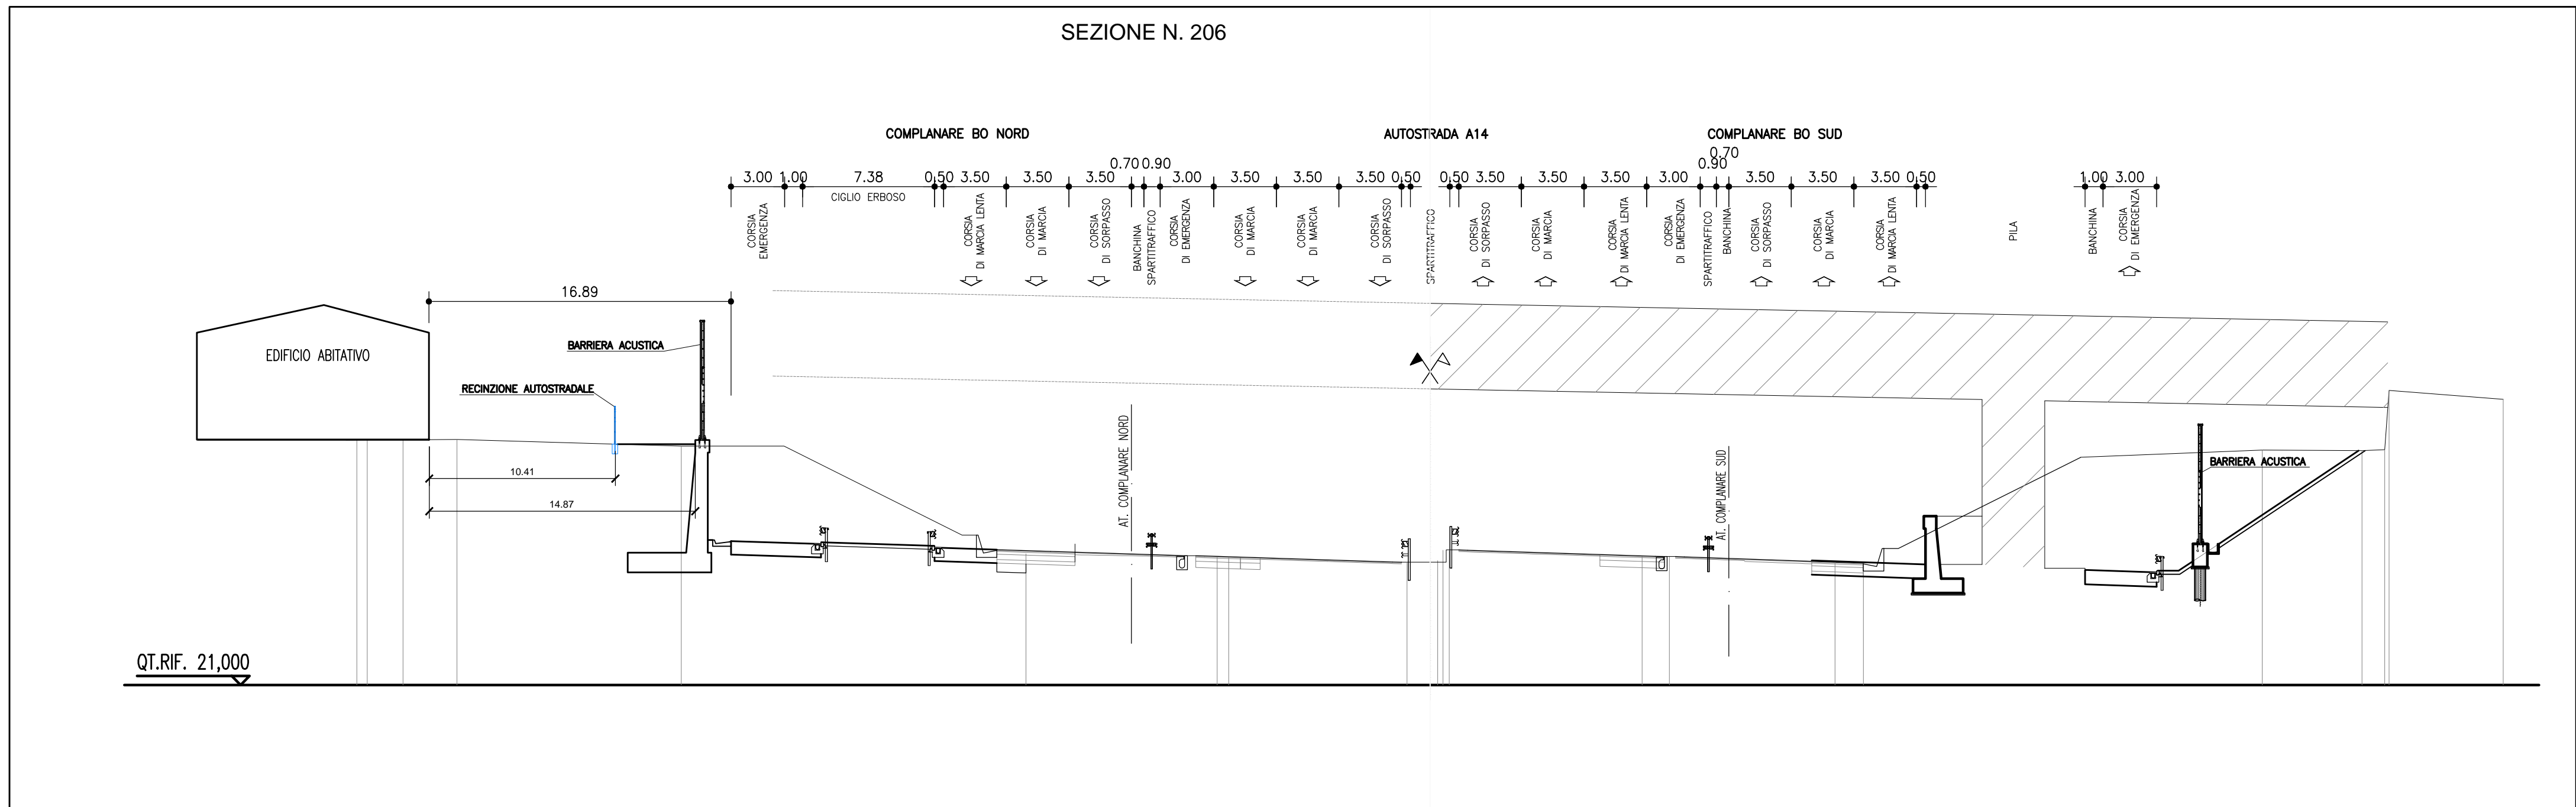 SEZIONE N. 206
COMPLANARE BO NORD
AUTOSTRADA A14
COMPLANARE BO SUD
0.70 0.90
0.70
0.90
3.00 1.00 7.38 0.50 3.50 3.50 3.50 3.00 3.50 3.50 3.50 0.50 0.50 3.50 3.50 3.50 3.00 3.50 3.50 3.50 0.50 1.00 3.00
CIGLIO ERBOSO
CORSIA
EMERGENZA
CORSIA
DI MARCIA LENTA
CORSIA
DI MARCIA
CORSIA
DI SORPASSO
BANCHINA
SPARTITRAFFICO
CORSIA
DI EMERGENZA
CORSIA
DI MARCIA
CORSIA
DI MARCIA
CORSIA
DI SORPASSO
SPARTITRAFFICO
CORSIA
DI SORPASSO
CORSIA
DI MARCIA
CORSIA
DI MARCIA LENTA
CORSIA
DI EMERGENZA
SPARTITRAFFICO
BANCHINA
CORSIA
DI SORPASSO
CORSIA
DI MARCIA
CORSIA
DI MARCIA LENTA
PILA
BANCHINA
CORSIA
DI EMERGENZA
16.89
EDIFICIO ABITATIVO
BARRIERA ACUSTICA
RECINZIONE AUTOSTRADALE
10.41
14.87
AT. COMPLANARE NORD
AT. COMPLANARE SUD
BARRIERA ACUSTICA
QT.RIF. 21,000